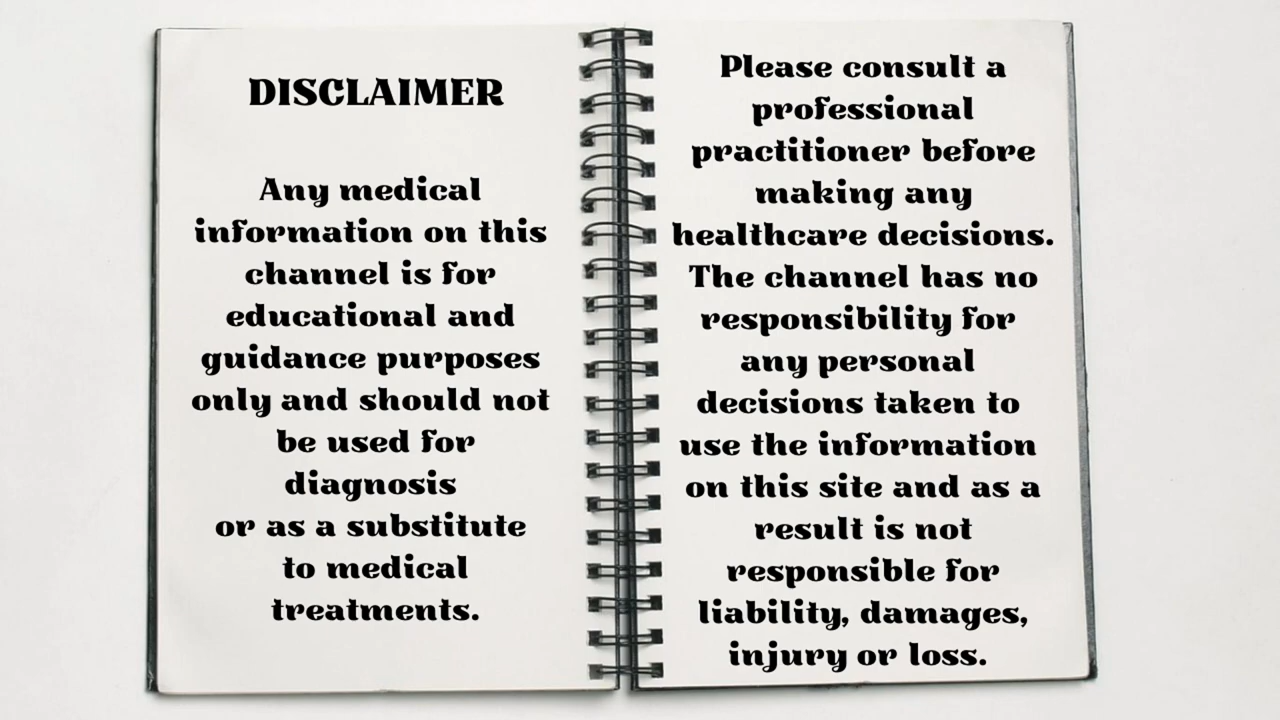 DISCLAIMER
Any medical
information on this
channel is for
educational and
guidance purposes
only and should not
be used for
diagnosis
or as a substitute
to medical
treatments.
Please consult a
professional
practitioner before
making any
healthcare decisions.
The channel has no
responsibility for
any personal
decisions taken to
use the information
on this site and as a
result is not
responsible for
liability, damages,
injury or loss.